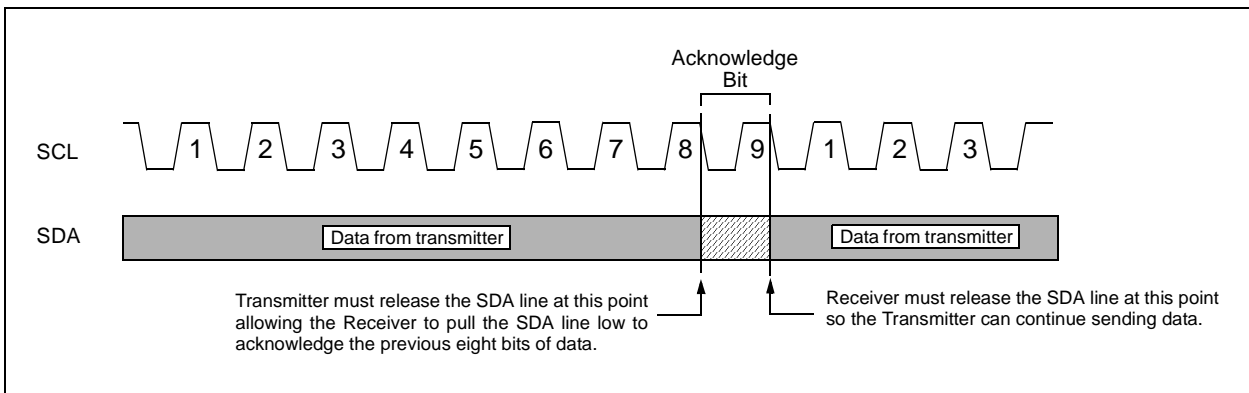 Acknowledge
Bit
SCL
1 2 3 4 5 6 7 8 9 1 2 3
SDA
Data from transmitter
Data from transmitter
Transmitter must release the SDA line at this point
allowing the Receiver to pull the SDA line low to
acknowledge the previous eight bits of data.
Receiver must release the SDA line at this point
so the Transmitter can continue sending data.